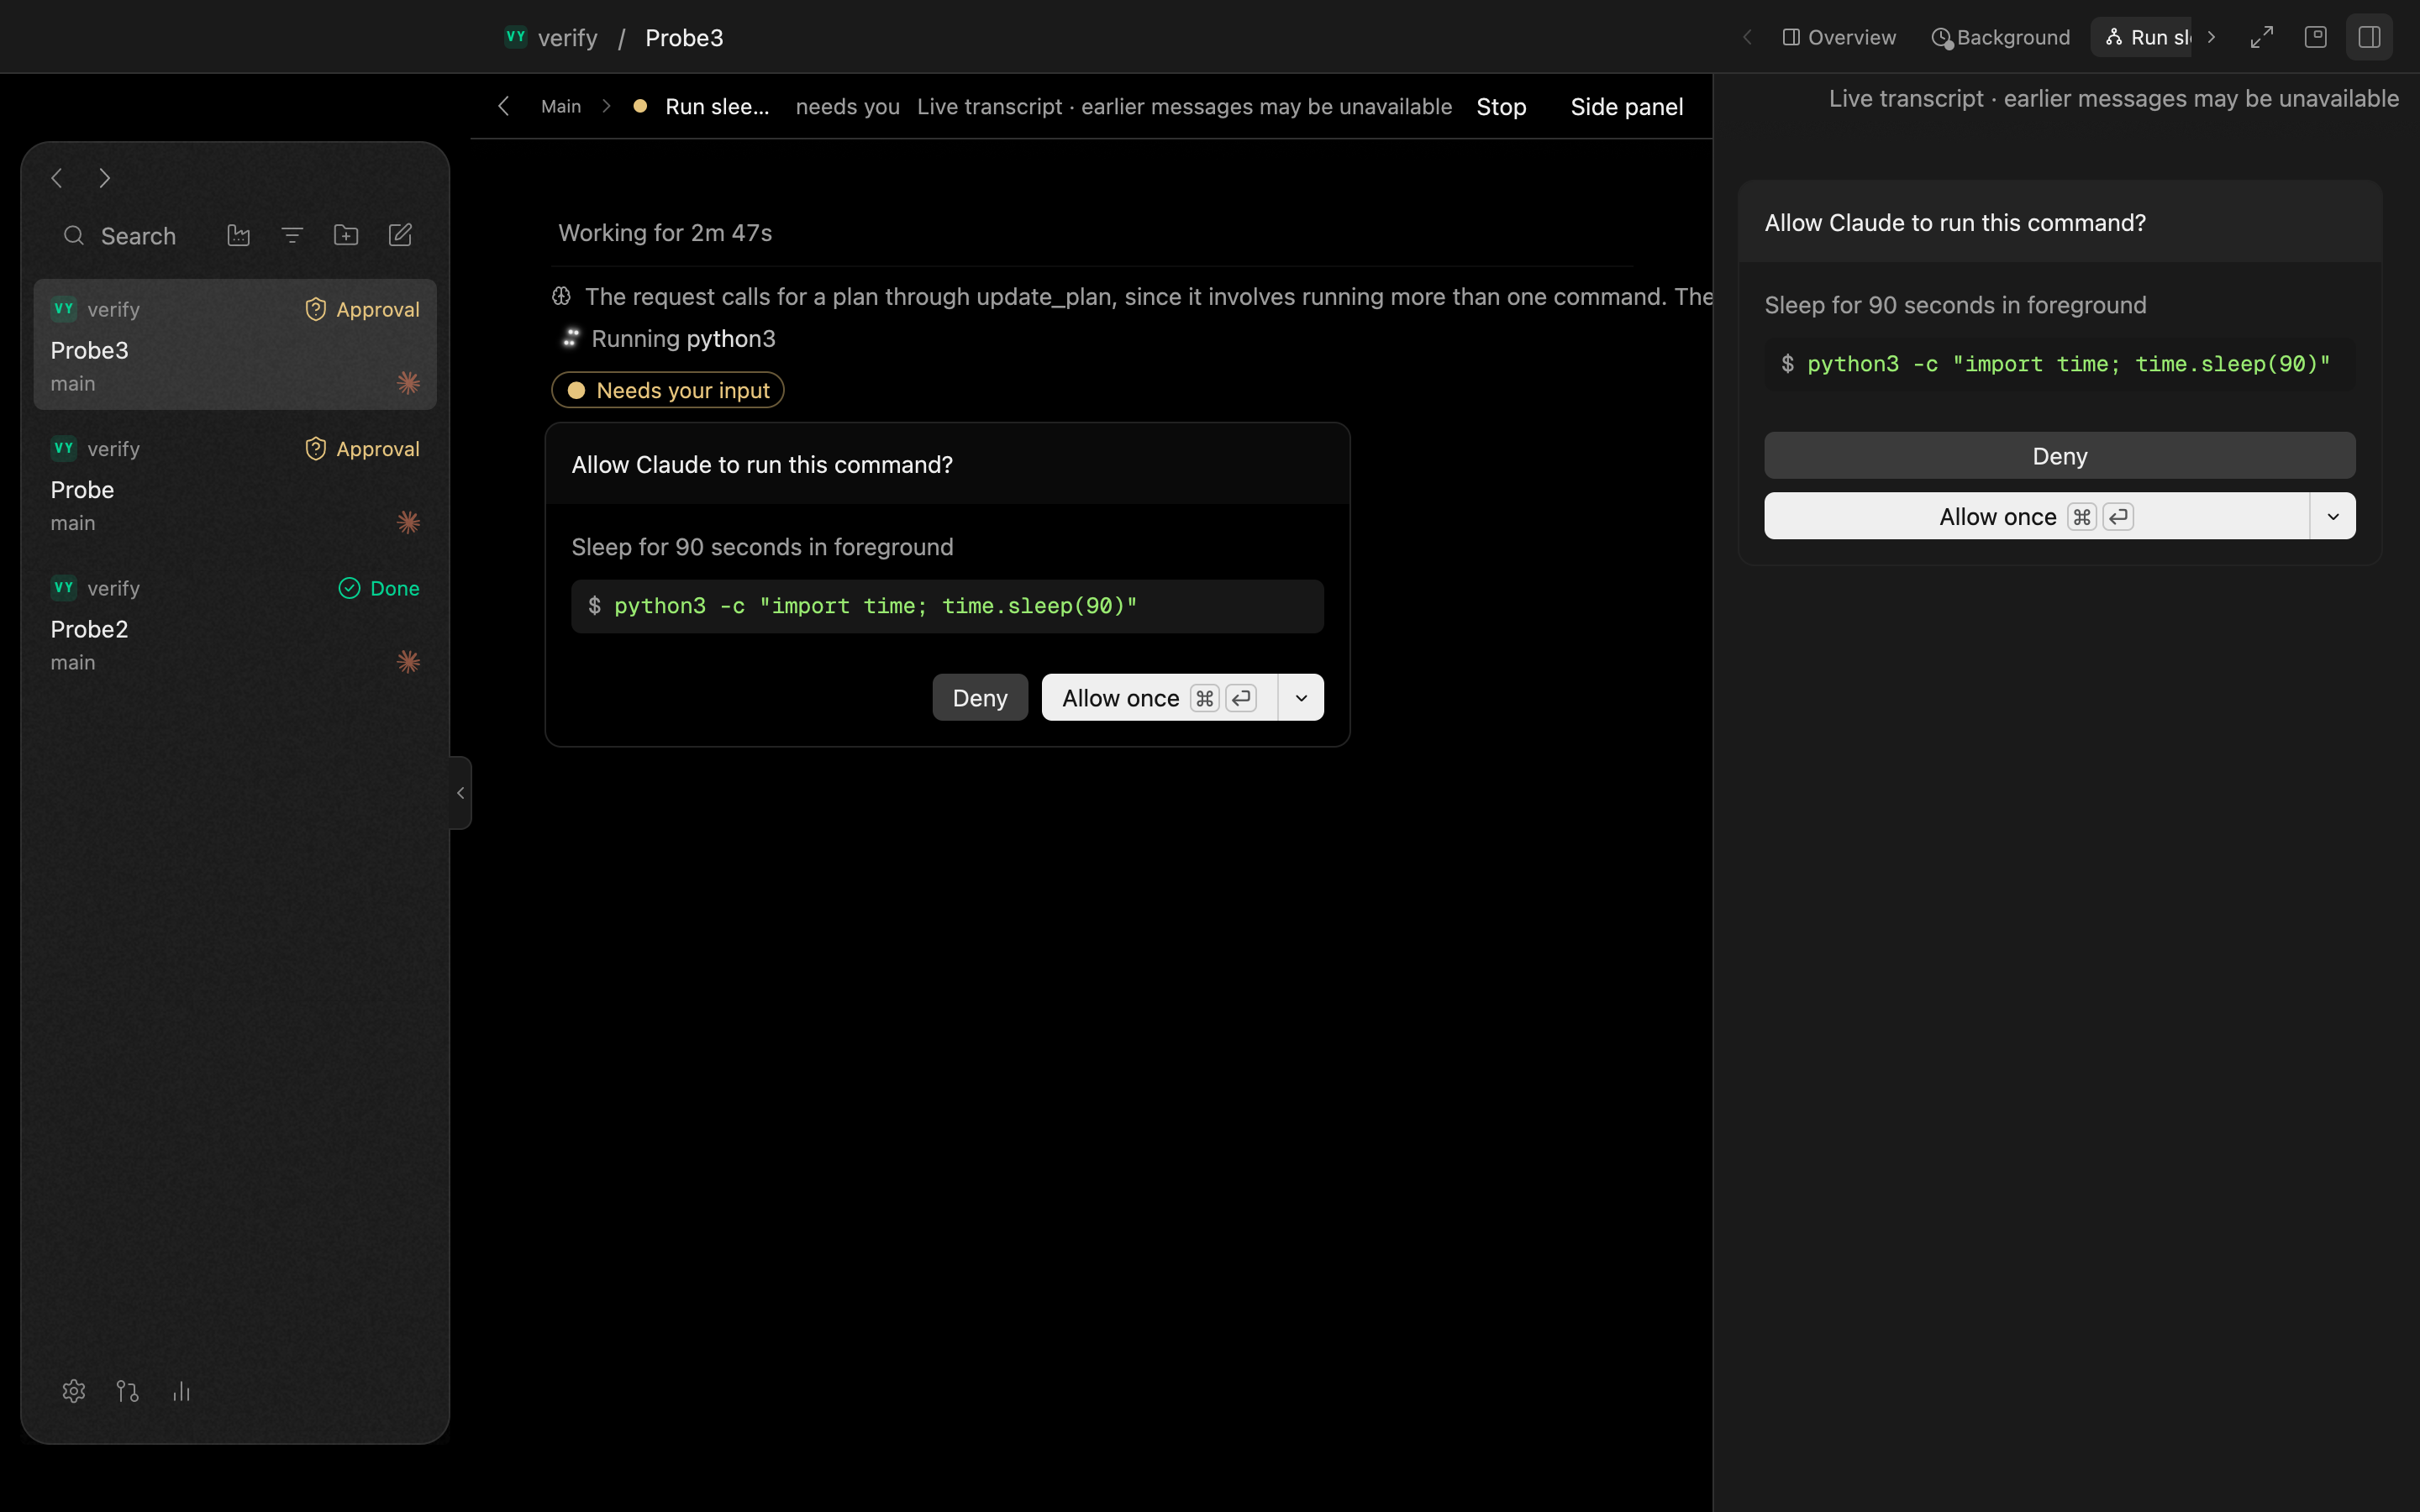 VY verify / Probe3
Overview
Background
Run sl
Main
Run slee... needs you Live transcript · earlier messages may be unavailable Stop Side panel
Live transcript · earlier messages may be unavailable
Search
VY verify Approval
Probe3
main
VY verify Approval
Probe
main
VY verify Done
Probe2
main
Working for 2m 47s
The request calls for a plan through update_plan, since it involves running more than one command. The
Running python3
Needs your input
Allow Claude to run this command?
Sleep for 90 seconds in foreground
$ python3 -c "import time; time.sleep(90)"
Deny
Allow once ⌘
Allow Claude to run this command?
Sleep for 90 seconds in foreground
$ python3 -c "import time; time.sleep(90)"
Deny
Allow once ⌘